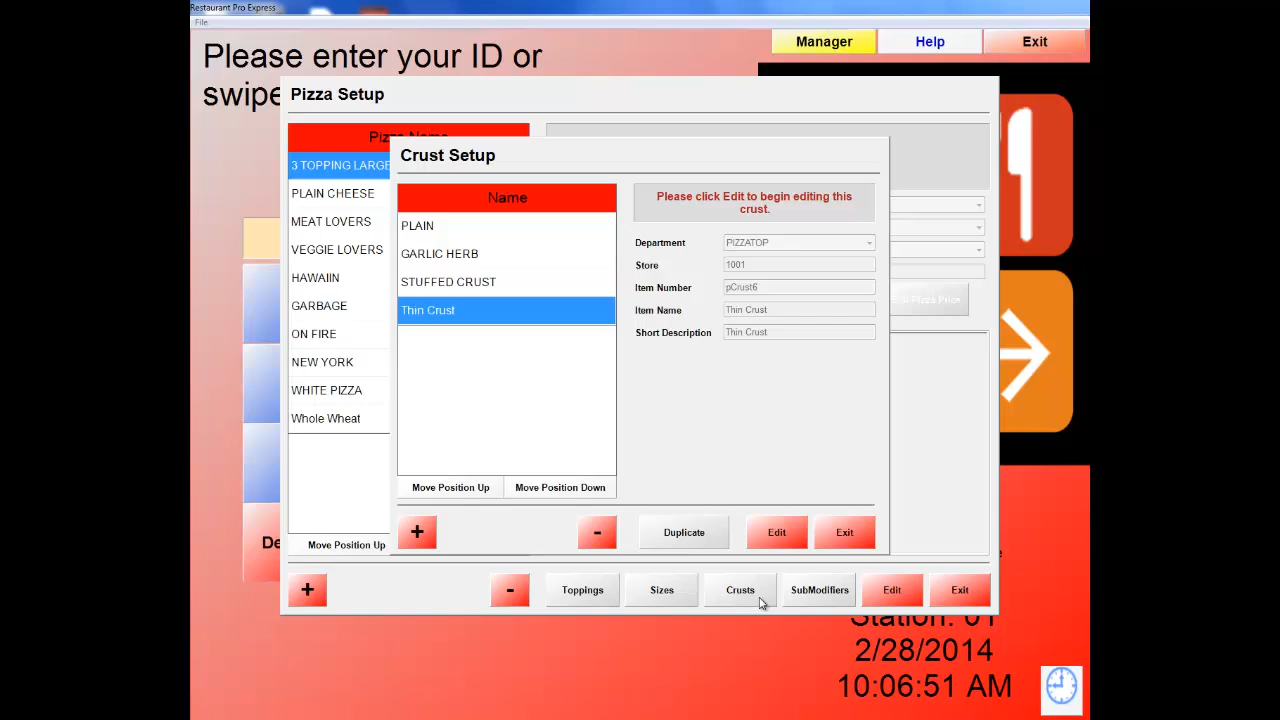 Restaurant Pro Express
File
Please enter your ID or
swipe
Manager
Help
Exit
Pizza Setup
Pizza Name
3 TOPPING LARGE
PLAIN CHEESE
MEAT LOVERS
VEGGIE LOVERS
HAWAIIN
GARBAGE
ON FIRE
NEW YORK
WHITE PIZZA
Whole Wheat
Move Position Up
Crust Setup
Name
PLAIN
GARLIC HERB
STUFFED CRUST
Thin Crust
Move Position Up
Move Position Down
Please click Edit to begin editing this
crust.
Department PIZZATOP
Store 1001
Item Number pCrust6
Item Name Thin Crust
Short Description Thin Crust
Pizza Price
+
-
Duplicate
Edit
Exit
+
-
Toppings
Sizes
Crusts
SubModifiers
Edit
Exit
De
Station: 01
2/28/2014
10:06:51 AM